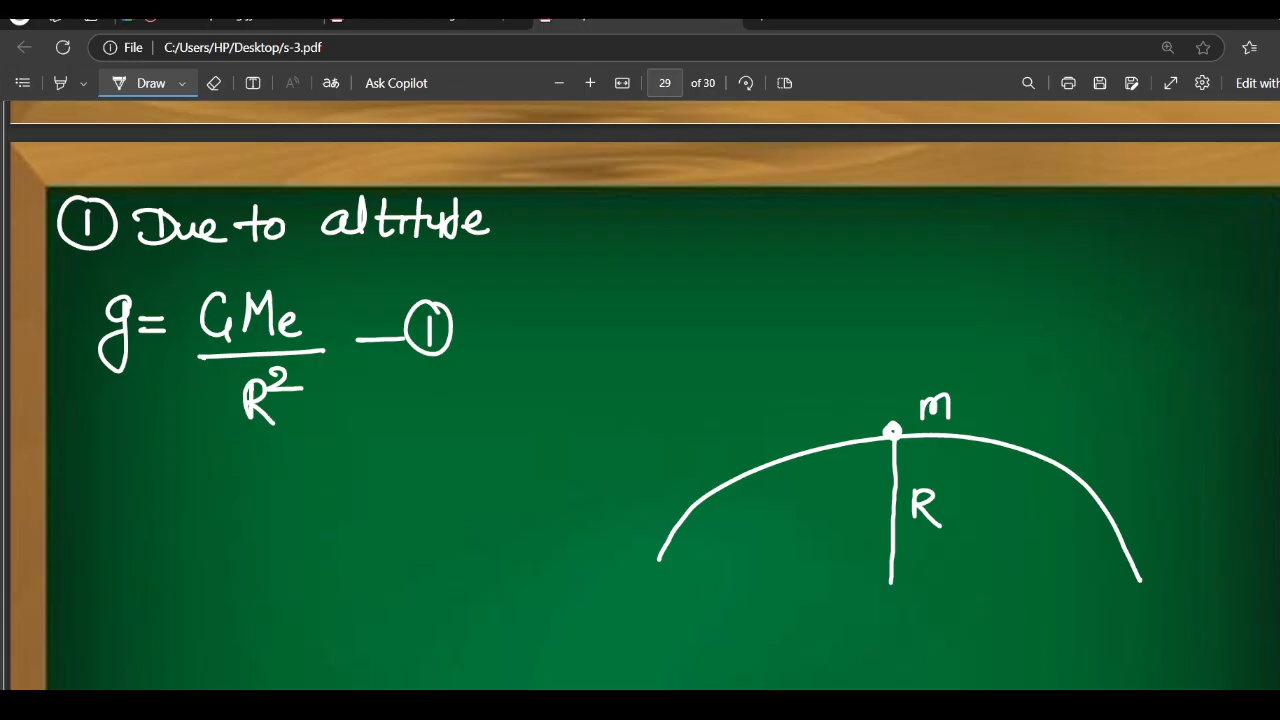 File | C:/Users/HP/Desktop/s-3.pdf
Draw Ask Copilot 29 of 30 Edit with
① Due to altitude
g = GMe / R² — ①
m
R